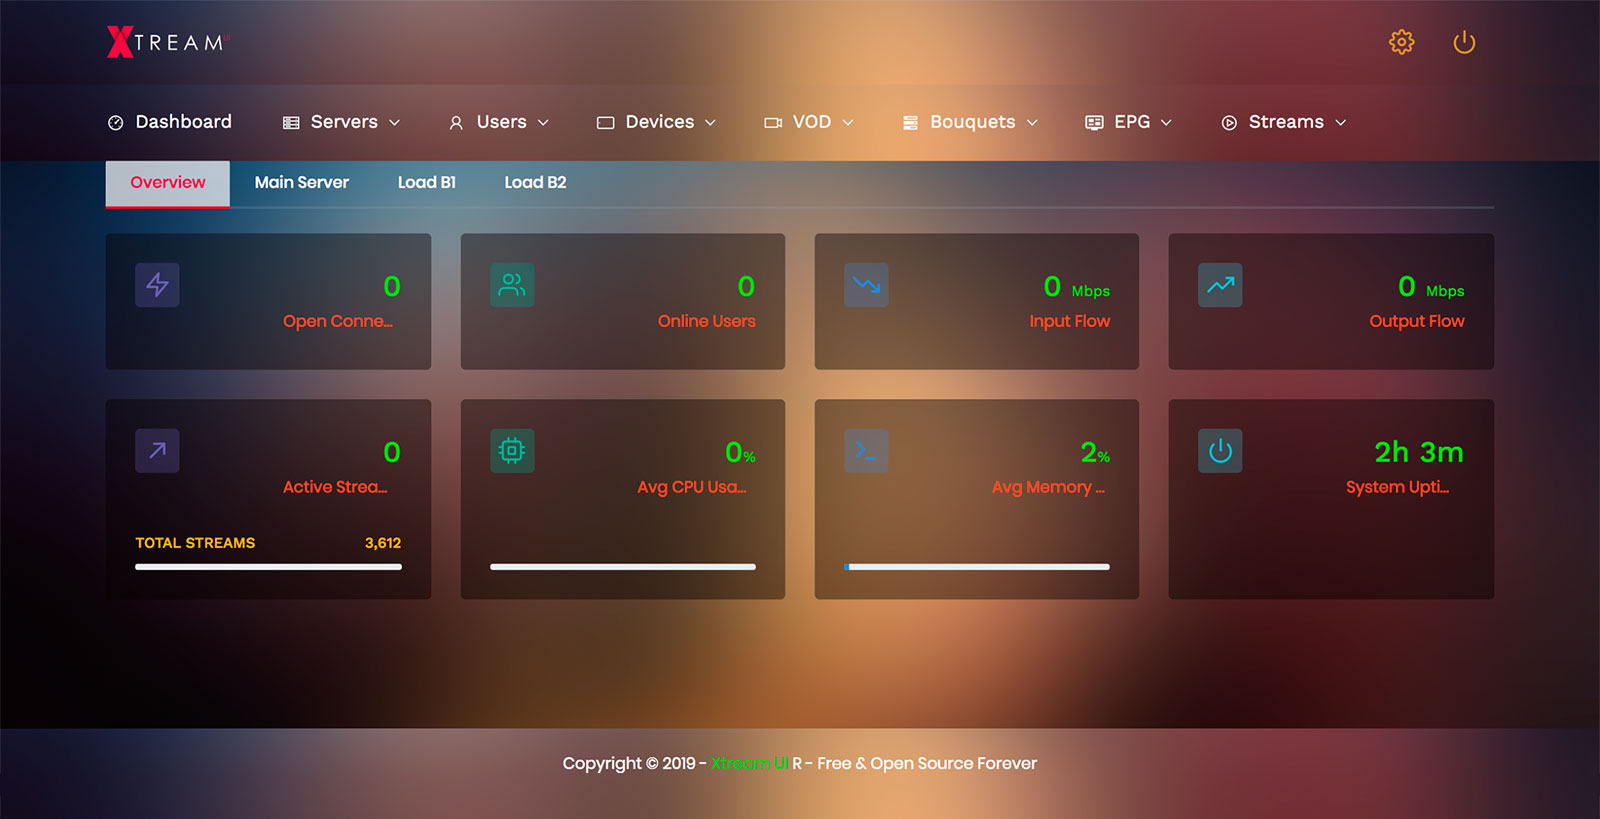 XTREAM UI
Dashboard Servers Users Devices VOD Bouquets EPG Streams
Overview Main Server Load B1 Load B2
0
Open Conne...
0
Online Users
0 Mbps
Input Flow
0 Mbps
Output Flow
0
Active Strea...
TOTAL STREAMS 3,612
0%
Avg CPU Usa...
2%
Avg Memory ...
2h 3m
System Upti...
Copyright © 2019 - Xtream UI R - Free & Open Source Forever